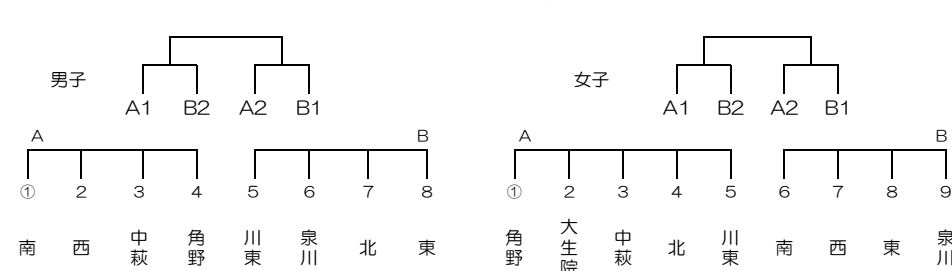 男子 女子
A1 B2 A2 B1 A1 B2 A2 B1
A B A B
① 2 3 4 5 6 7 8 ① 2 3 4 5 6 7 8 9
南 西 中萩 角野 川東 泉川 北 東 角野 大生院 中萩 北 川東 南 西 東 泉川